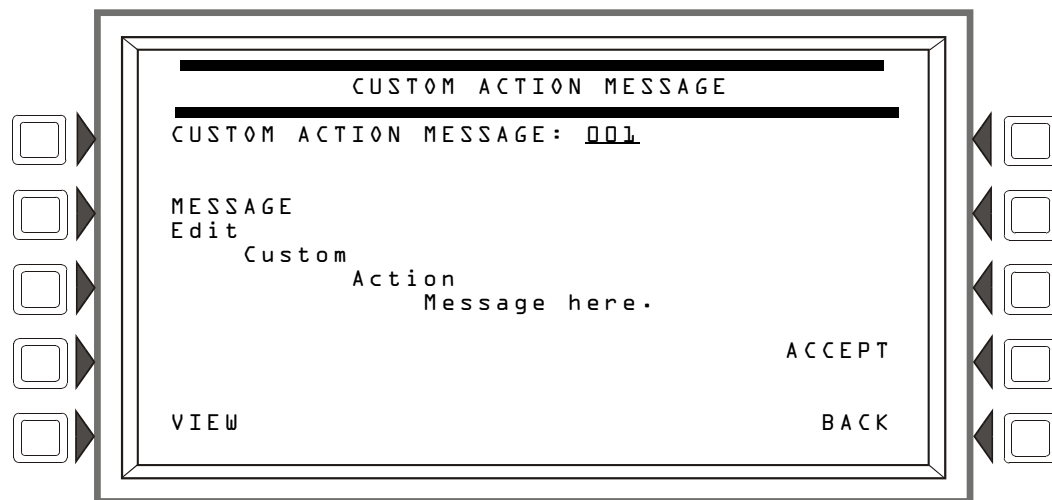 CUSTOM ACTION MESSAGE
CUSTOM ACTION MESSAGE: 001
MESSAGE
Edit
Custom
Action
Message here.
ACCEPT
VIEW
BACK